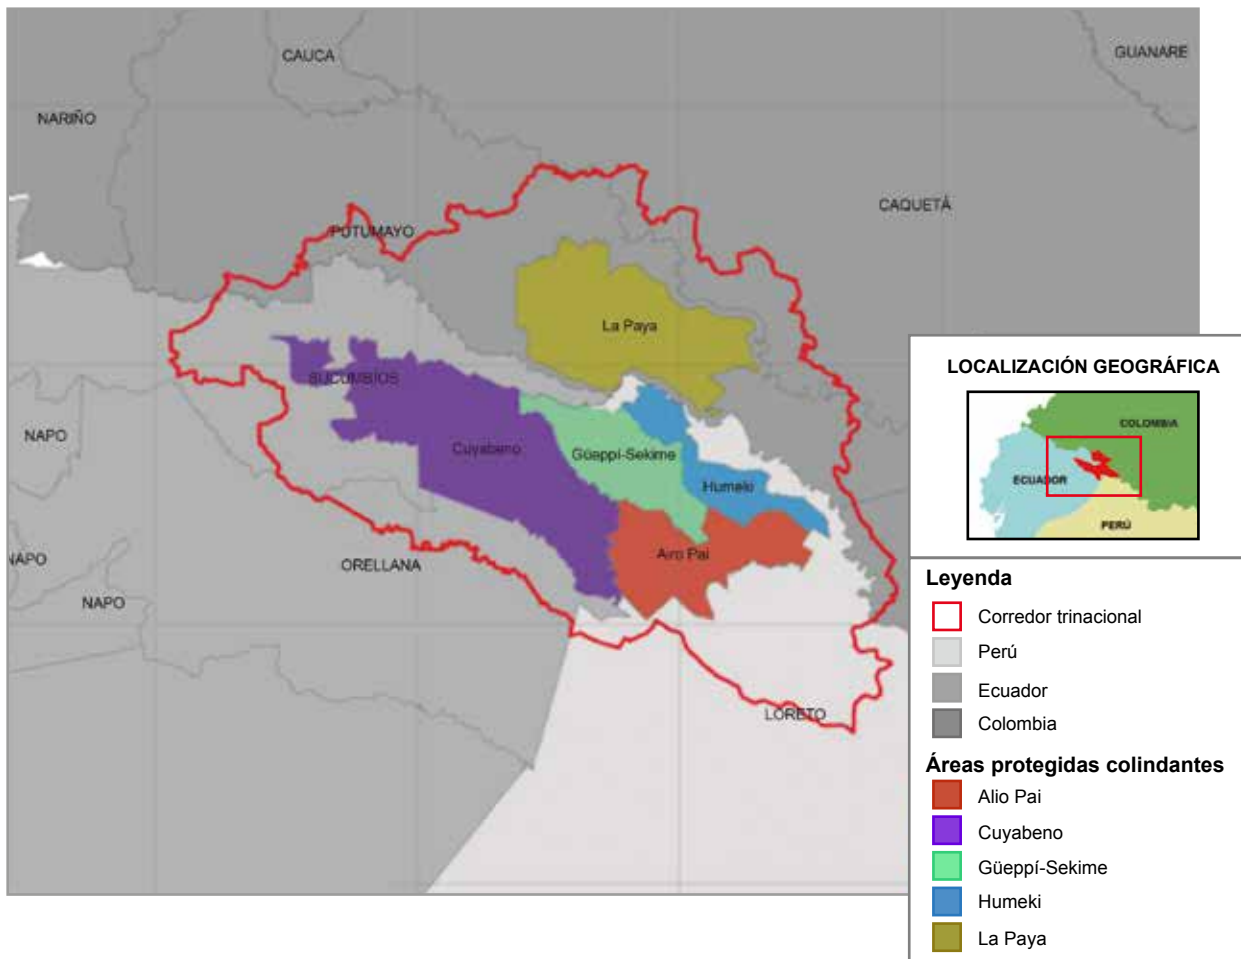 CAUCA
GUANARE
NARIÑO
CAQUETÁ
PUTUMAYO
La Paya
SUCUMBIOS
NAPO
Cuyabeno
Güeppí-Sekime
Humeki
NAPO
ORELLANA
Airo Pai
NAPO
LORETO
LOCALIZACIÓN GEOGRÁFICA
COLOMBIA
ECUADOR
PERÚ
Leyenda
Corredor trinacional
Perú
Ecuador
Colombia
Áreas protegidas colindantes
Alio Pai
Cuyabeno
Güeppí-Sekime
Humeki
La Paya